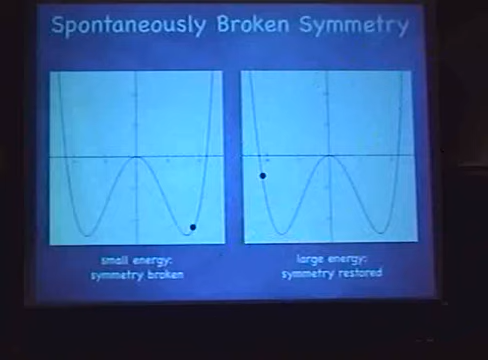 Spontaneously Broken Symmetry
small energy:
symmetry broken
large energy:
symmetry restored